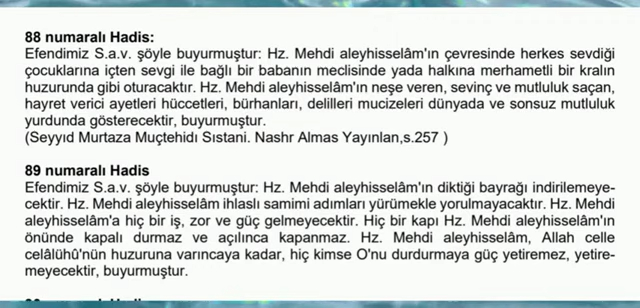 88 numaralı Hadis:
Efendimiz S.a.v. şöyle buyurmuştur: Hz. Mehdi aleyhisselâm'ın çevresinde herkes sevdiği
çocuklarına içten sevgi ile bağlı bir babanın meclisinde yada halkına merhametli bir kralın
huzurunda gibi oturacaktır. Hz. Mehdi aleyhisselâm'ın neşe veren, sevinç ve mutluluk saçan,
hayret verici ayetleri hüccetleri, bürhanları, delilleri mucizeleri dünyada ve sonsuz mutluluk
yurdunda gösterecektir, buyurmuştur.
(Seyyıd Murtaza Muçtehidı Sıstani. Nashr Almas Yayınlan,s.257 )
89 numaralı Hadis
Efendimiz S.a.v. şöyle buyurmuştur: Hz. Mehdi aleyhisselâm'ın diktiği bayrağı indirilemeye-
cektir. Hz. Mehdi aleyhisselâm ihlaslı samimi adımları yürümekle yorulmayacaktır. Hz. Mehdi
aleyhisselâm'a hiç bir iş, zor ve güç gelmeyecektir. Hiç bir kapı Hz. Mehdi aleyhisselâm'ın
önünde kapalı durmaz ve açılınca kapanmaz. Hz. Mehdi aleyhisselâm, Allah celle
celâlühû'nün huzuruna varıncaya kadar, hiç kimse O'nu durdurmaya güç yetiremez, yetire-
meyecektir, buyurmuştur.